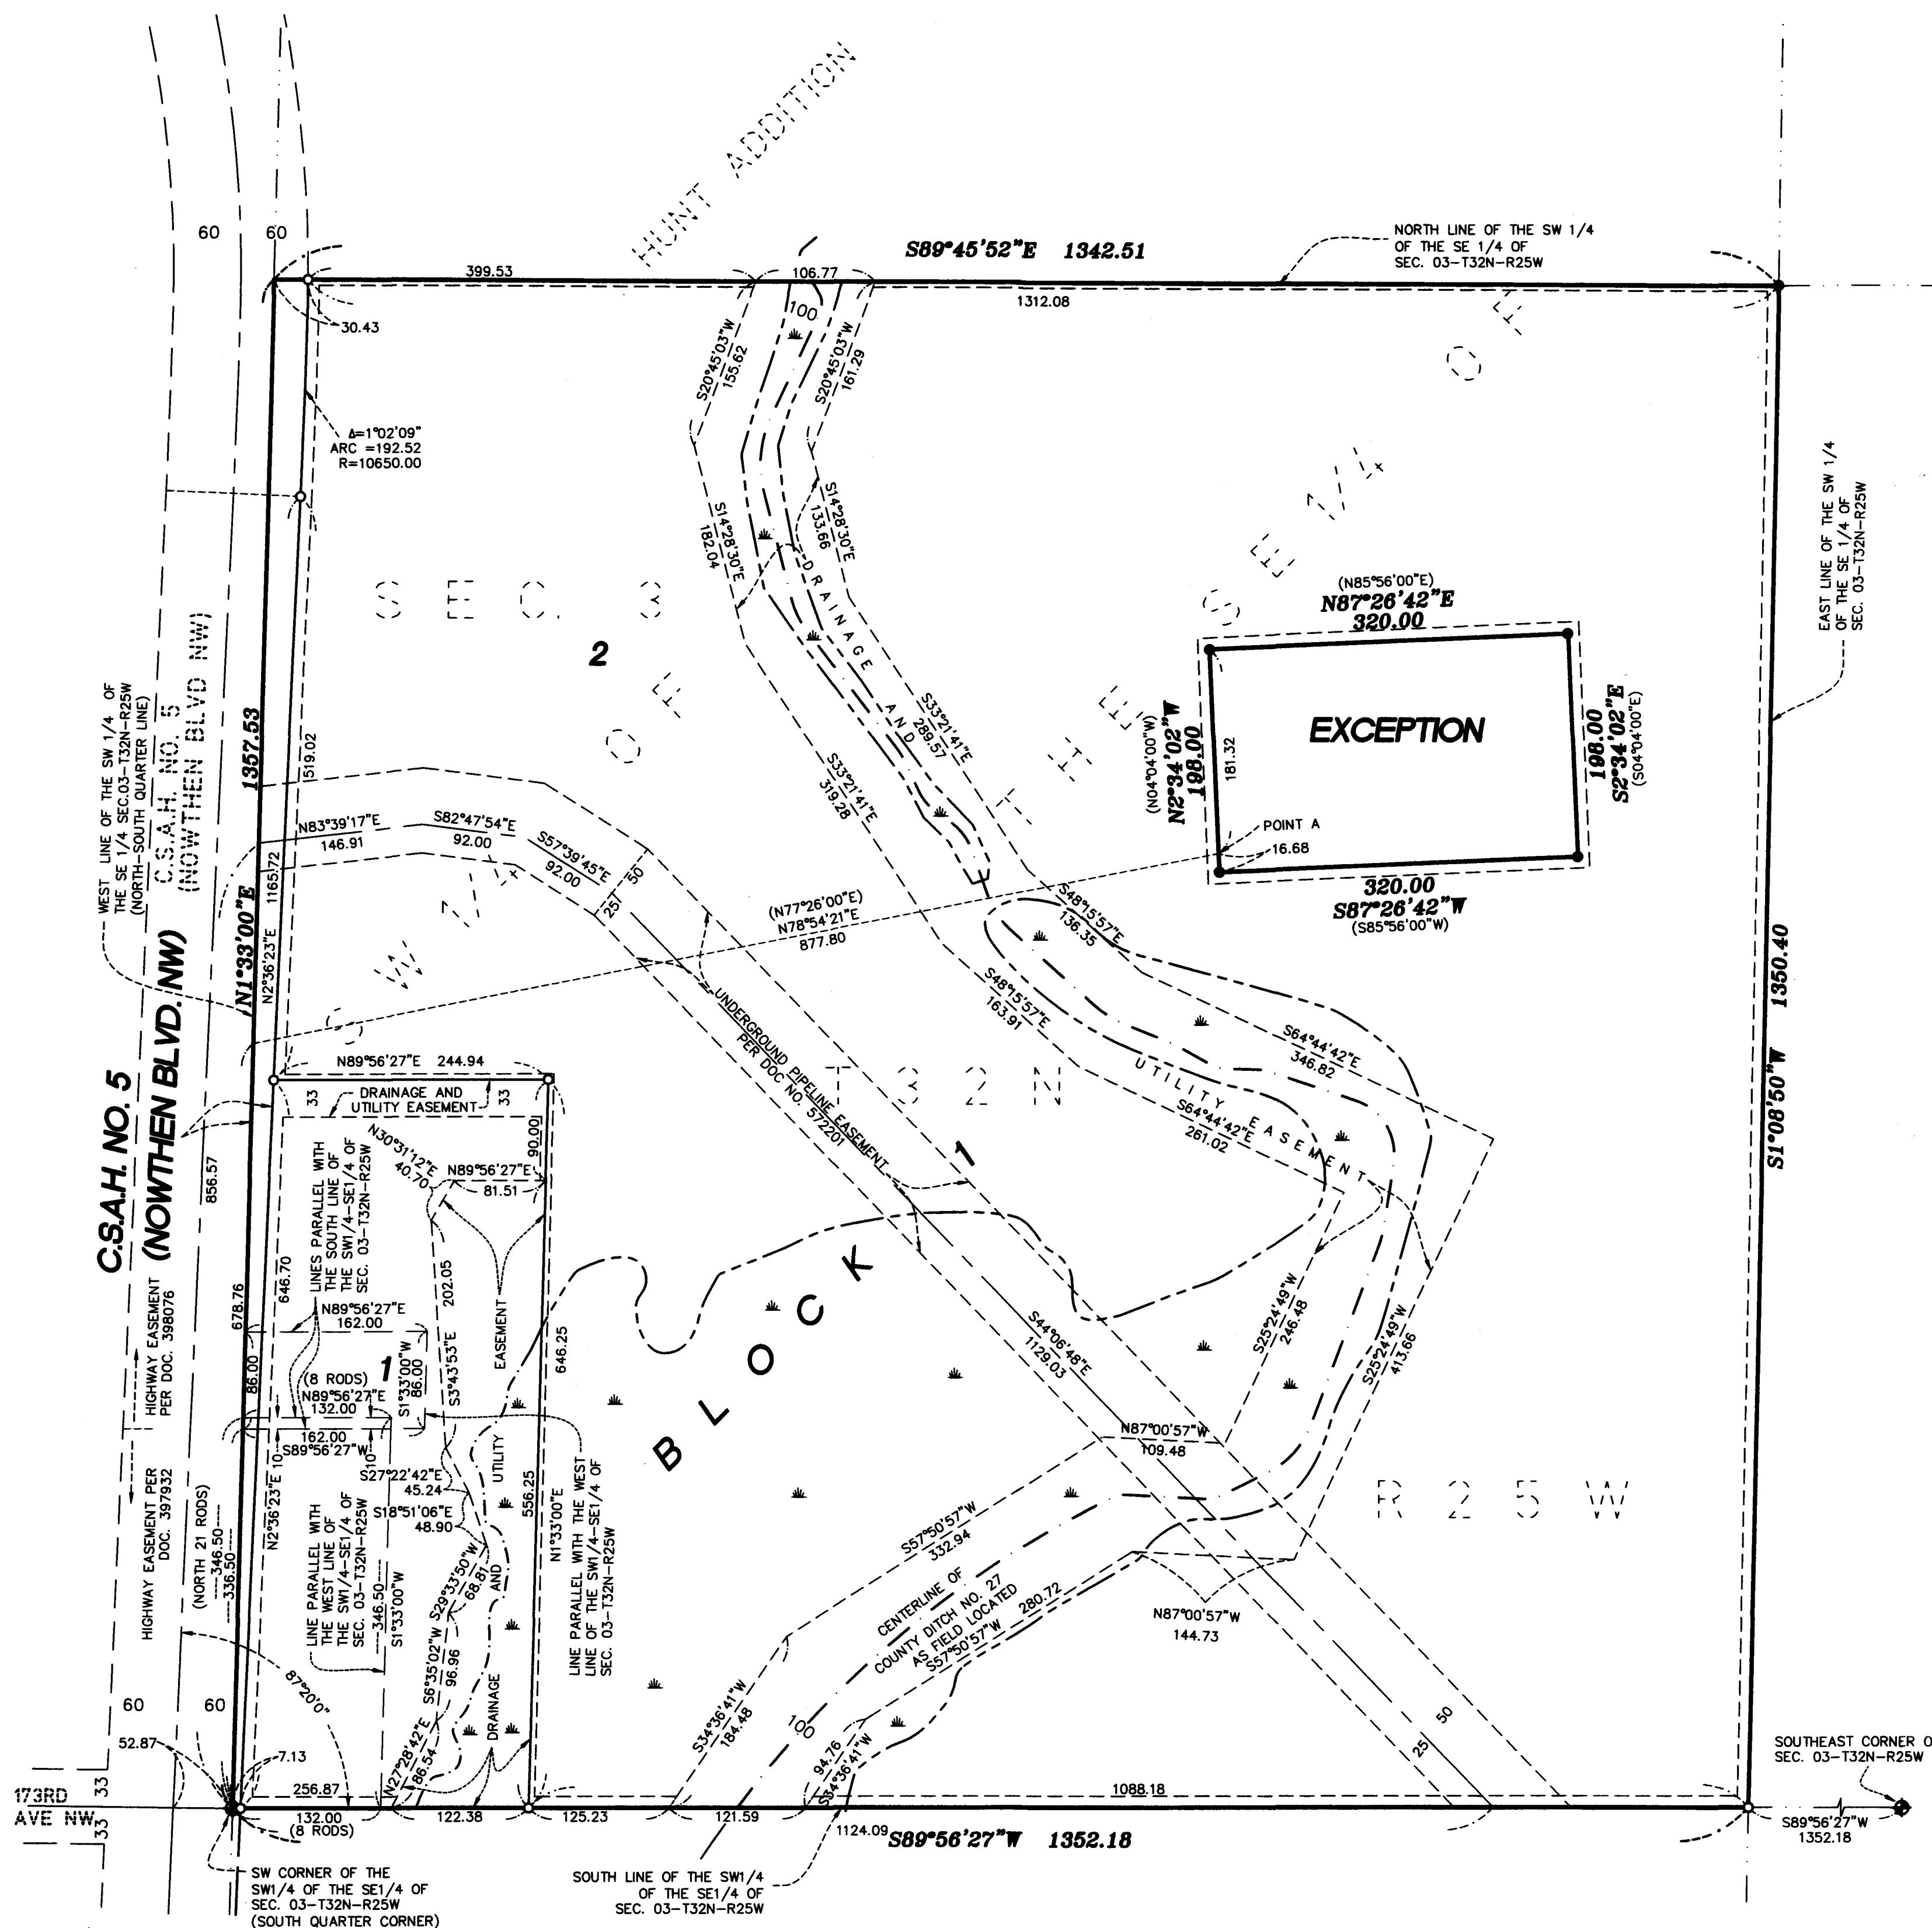 HUNT ADDITION
60
60
S89°45'52"E 1342.51
NORTH LINE OF THE SW 1/4
OF THE SE 1/4 OF
SEC. 03-T32N-R25W
399.53
106.77
1312.08
30.43
100
S20°45'03"W
155.62
S20°45'03"W
161.29
Δ=1°02'09"
ARC =192.52
R=10650.00
S14°28'30"E
182.04
S14°28'30"E
133.66
EAST LINE OF THE SW 1/4
OF THE SE 1/4 OF
SEC. 03-T32N-R25W
SEC. 3
T32N
R25W
SW1/4 OF THE SE1/4 OF
2
DRAINAGE AND
UTILITY EASEMENT
S33°21'41"E
289.57
S33°21'41"E
319.28
(N85°56'00"E)
N87°26'42"E
320.00
EXCEPTION
(N04°04'00"W)
N2°34'02"W
198.00
181.32
198.00
S2°34'02"E
(S04°04'00"E)
POINT A
16.68
320.00
S87°26'42"W
(S85°56'00"W)
WEST LINE OF THE SW 1/4 OF
THE SE 1/4 SEC.03-T32N-R25W
(NORTH-SOUTH QUARTER LINE)
C.S.A.H. NO. 5
(NOWTHEN BLVD NW)
1357.53
N1°33'00"E
519.02
1165.72
N2°36'23"E
N83°39'17"E
146.91
S82°47'54"E
92.00
S57°39'45"E
92.00
50
25
(N77°26'00"E)
N78°54'21"E
877.80
S48°15'57"E
136.35
S48°15'57"E
163.91
S64°44'42"E
346.82
S64°44'42"E
261.02
1350.40
S1°08'50"W
C.S.A.H. NO. 5
(NOWTHEN BLVD. NW)
856.57
UNDERGROUND PIPELINE EASEMENT
PER DOC NO. 572201
N89°56'27"E 244.94
33
DRAINAGE AND
UTILITY EASEMENT
33
90.00
N30°31'12"E
40.70
N89°56'27"E
81.51
LINES PARALLEL WITH
THE SOUTH LINE OF
THE SW1/4-SE1/4 OF
SEC. 03-T32N-R25W
646.70
678.76
202.05
S3°43'53"E
N89°56'27"E
162.00
86.00
S1°33'00"W
86.00
1
(8 RODS)
N89°56'27"E
132.00
162.00
S89°56'27"W
10
10
DRAINAGE AND UTILITY EASEMENT
646.25
556.25
N1°33'00"E
BLOCK 1
S44°06'48"E
1129.03
S25°24'49"W
246.48
S25°24'49"W
413.66
HIGHWAY EASEMENT
PER DOC. 398076
HIGHWAY EASEMENT PER
DOC. 397932
(NORTH 21 RODS)
346.50
336.50
N2°36'23"E
LINE PARALLEL WITH
THE WEST LINE OF
THE SW1/4-SE1/4 OF
SEC. 03-T32N-R25W
346.50
S1°33'00"W
S27°22'42"E
45.24
S18°51'06"E
48.90
S29°33'50"W
68.81
S6°35'02"W
96.96
N27°28'42"E
86.54
LINE PARALLEL WITH THE WEST
LINE OF THE SW1/4-SE1/4 OF
SEC. 03-T32N-R25W
N87°00'57"W
109.48
S57°50'57"W
332.94
CENTERLINE OF
COUNTY DITCH NO. 27
AS FIELD LOCATED
S57°50'57"W 280.72
N87°00'57"W
144.73
S34°36'41"W
184.48
100
94.76
S34°36'41"W
50
25
60
60
87°20'0"
52.87
7.13
173RD
AVE NW
33
33
256.87
132.00
(8 RODS)
122.38
125.23
121.59
1124.09
1088.18
S89°56'27"W 1352.18
SOUTHEAST CORNER O
SEC. 03-T32N-R25W
S89°56'27"W
1352.18
SW CORNER OF THE
SW1/4 OF THE SE1/4 OF
SEC. 03-T32N-R25W
(SOUTH QUARTER CORNER)
SOUTH LINE OF THE SW1/4
OF THE SE1/4 OF
SEC. 03-T32N-R25W